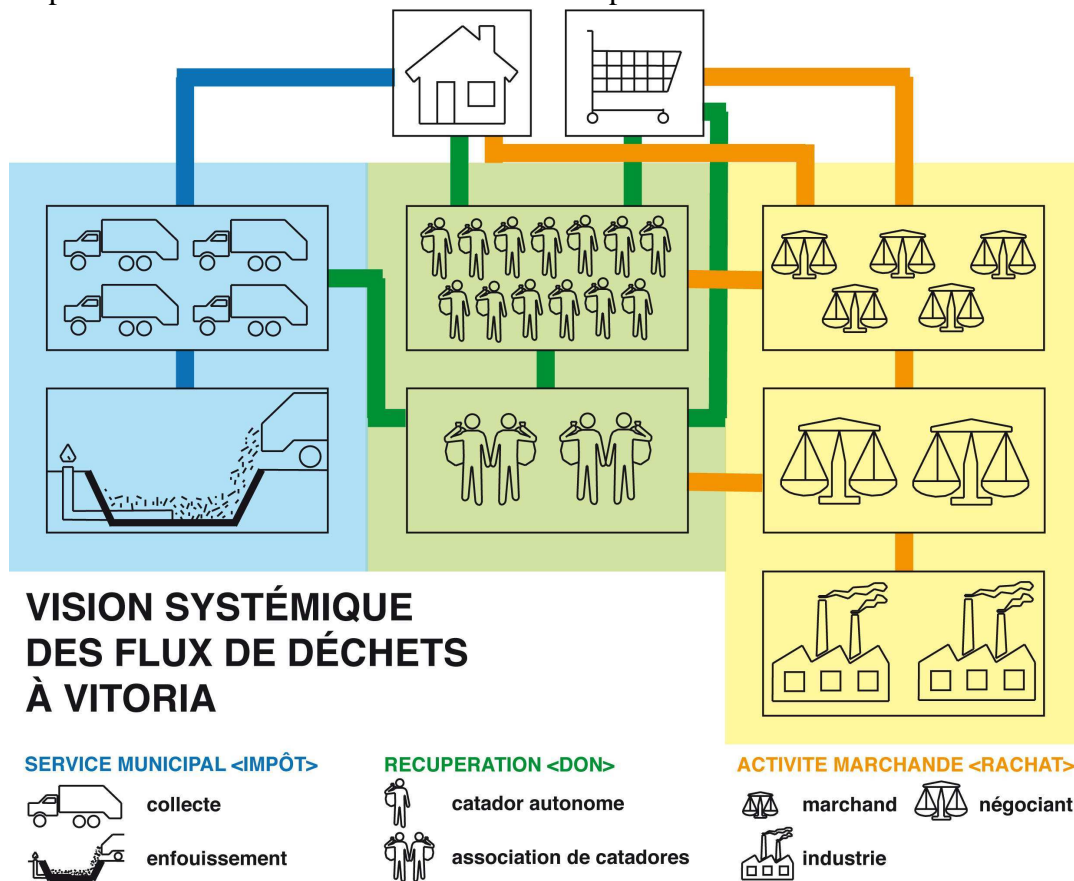 VISION SYSTÉMIQUE
DES FLUX DE DÉCHETS
À VITORIA
SERVICE MUNICIPAL <IMPÔT>
collecte
enfouissement
RECUPERATION <DON>
catador autonome
association de catadores
ACTIVITE MARCHANDE <RACHAT>
marchand
négociant
industrie